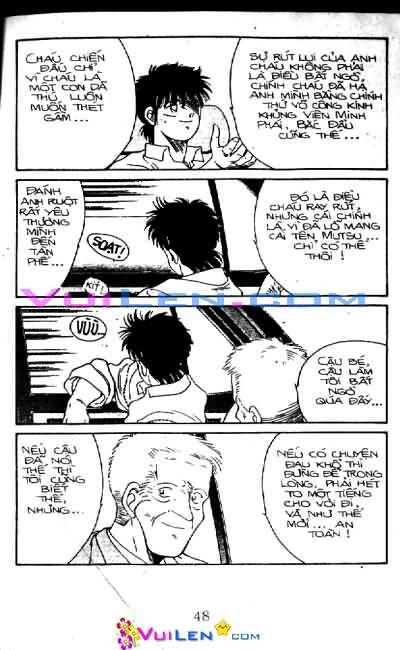 CHÁU CHIẾN
ĐẤU CHỈ
VÌ CHÁU LÀ
MỘT CON DÃ
THÚ, LUÔN
MUỐN THÉT
GẦM...
SỰ RÚT LUI CỦA ANH
CHÁU KHÔNG PHẢI
LÀ ĐIỀU BẤT NGỜ,
CHÍNH CHÁU ĐÃ HẠ
ANH MÌNH BẰNG CHÍNH
THỨ VÕ CÔNG KINH
KHỦNG VIÊN MINH
PHÁI, BẮC ĐẨU
CŨNG THẾ...
ĐÁNH
ANH RUỘT
RẤT YÊU
THƯƠNG
MÌNH
ĐẾN
TÀN
PHẾ...
SOẠT!
KÍT!
ĐÓ LÀ ĐIỀU
CHÁU RAY RỨT,
NHƯNG CÁI CHÍNH
LÀ VÌ ĐÃ LỠ MANG
CÁI TÊN MUTSU...
CHỈ CÓ THẾ
THÔI!
VUILEN.COM
VÙÙ...
CẬU BÉ,
CẬU LÀM
TÔI BẤT
NGỜ
QUÁ ĐẤY...
NẾU CẬU
ĐÃ NÓI
THẾ THÌ
TÔI CŨNG
BIẾT
THẾ,
NHƯNG...
NẾU CÓ CHUYỆN
ĐAU KHỔ THÌ
ĐỪNG ĐỂ TRONG
LÒNG, PHẢI HÉT
TO MỘT TIẾNG
CHO VƠI ĐI,
VÀ NHƯ THẾ
MỚI... AN
TOÀN!
48
VUILEN.COM